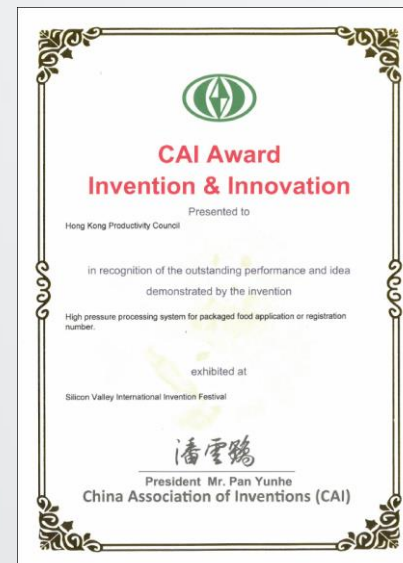 CAI Award
Invention & Innovation
Presented to
Hong Kong Productivity Council
in recognition of the outstanding performance and idea
demonstrated by the invention
High pressure processing system for packaged food application or registration
number.
exhibited at
Silicon Valley International Invention Festival
潘雲鶴
President Mr. Pan Yunhe
China Association of Inventions (CAI)